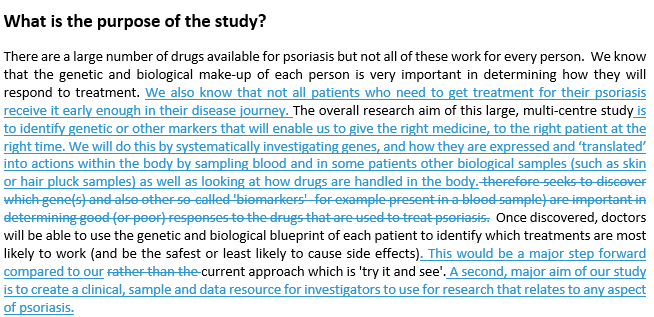 What is the purpose of the study?
There are a large number of drugs available for psoriasis but not all of these work for every person.  We know
that the genetic and biological make-up of each person is very important in determining how they will
respond to treatment. We also know that not all patients who need to get treatment for their psoriasis
receive it early enough in their disease journey. The overall research aim of this large, multi-centre study is
to identify genetic or other markers that will enable us to give the right medicine, to the right patient at the
right time. We will do this by systematically investigating genes, and how they are expressed and ‘translated’
into actions within the body by sampling blood and in some patients other biological samples (such as skin
or hair pluck samples) as well as looking at how drugs are handled in the body. therefore seeks to discover
which gene(s) and also other so-called 'biomarkers'  for example present in a blood sample) are important in
determining good (or poor) responses to the drugs that are used to treat psoriasis.  Once discovered, doctors
will be able to use the genetic and biological blueprint of each patient to identify which treatments are most
likely to work (and be the safest or least likely to cause side effects). This would be a major step forward
compared to our rather than the current approach which is 'try it and see'. A second, major aim of our study
is to create a clinical, sample and data resource for investigators to use for research that relates to any aspect
of psoriasis.